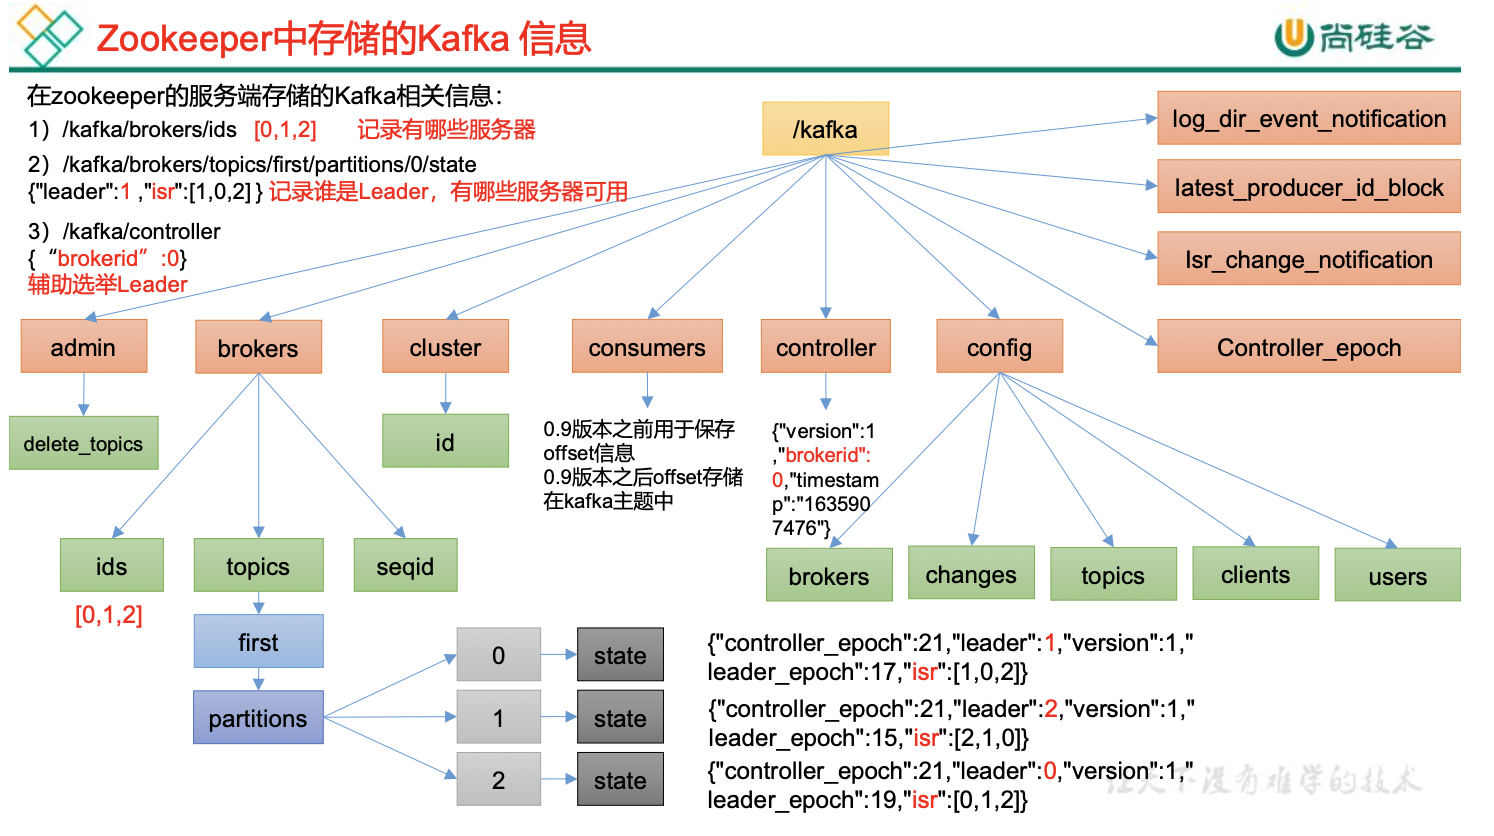 Zookeeper中存储的Kafka 信息
尚硅谷
在zookeeper的服务端存储的Kafka相关信息：
1）/kafka/brokers/ids [0,1,2] 记录有哪些服务器
2）/kafka/brokers/topics/first/partitions/0/state
{"leader":1 ,"isr":[1,0,2] } 记录谁是Leader，有哪些服务器可用
3）/kafka/controller
{ “brokerid”:0}
辅助选举Leader
/kafka
log_dir_event_notification
latest_producer_id_block
Isr_change_notification
Controller_epoch
admin
brokers
cluster
consumers
controller
config
delete_topics
id
0.9版本之前用于保存
offset信息
0.9版本之后offset存储
在kafka主题中
{"version":1
,"brokerid":
0,"timestam
p":"163590
7476"}
ids
topics
seqid
brokers
changes
topics
clients
users
[0,1,2]
first
partitions
0
state
{"controller_epoch":21,"leader":1,"version":1,"
leader_epoch":17,"isr":[1,0,2]}
1
state
{"controller_epoch":21,"leader":2,"version":1,"
leader_epoch":15,"isr":[2,1,0]}
2
state
{"controller_epoch":21,"leader":0,"version":1,"
leader_epoch":19,"isr":[0,1,2]}
让天下没有难学的技术